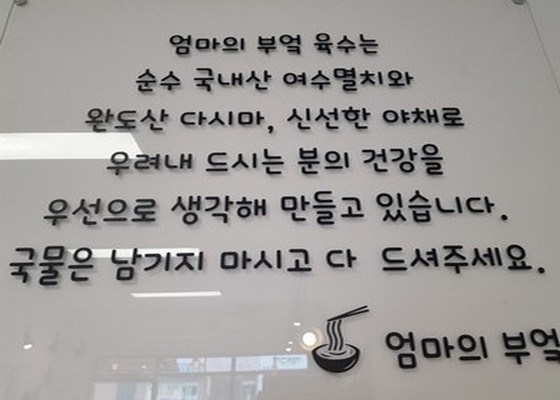 엄마의 부엌 육수는
순수 국내산 여수멸치와
완도산 다시마, 신선한 야채로
우려내 드시는 분의 건강을
우선으로 생각해 만들고 있습니다.
국물은 남기지 마시고 다 드셔주세요.
엄마의 부엌